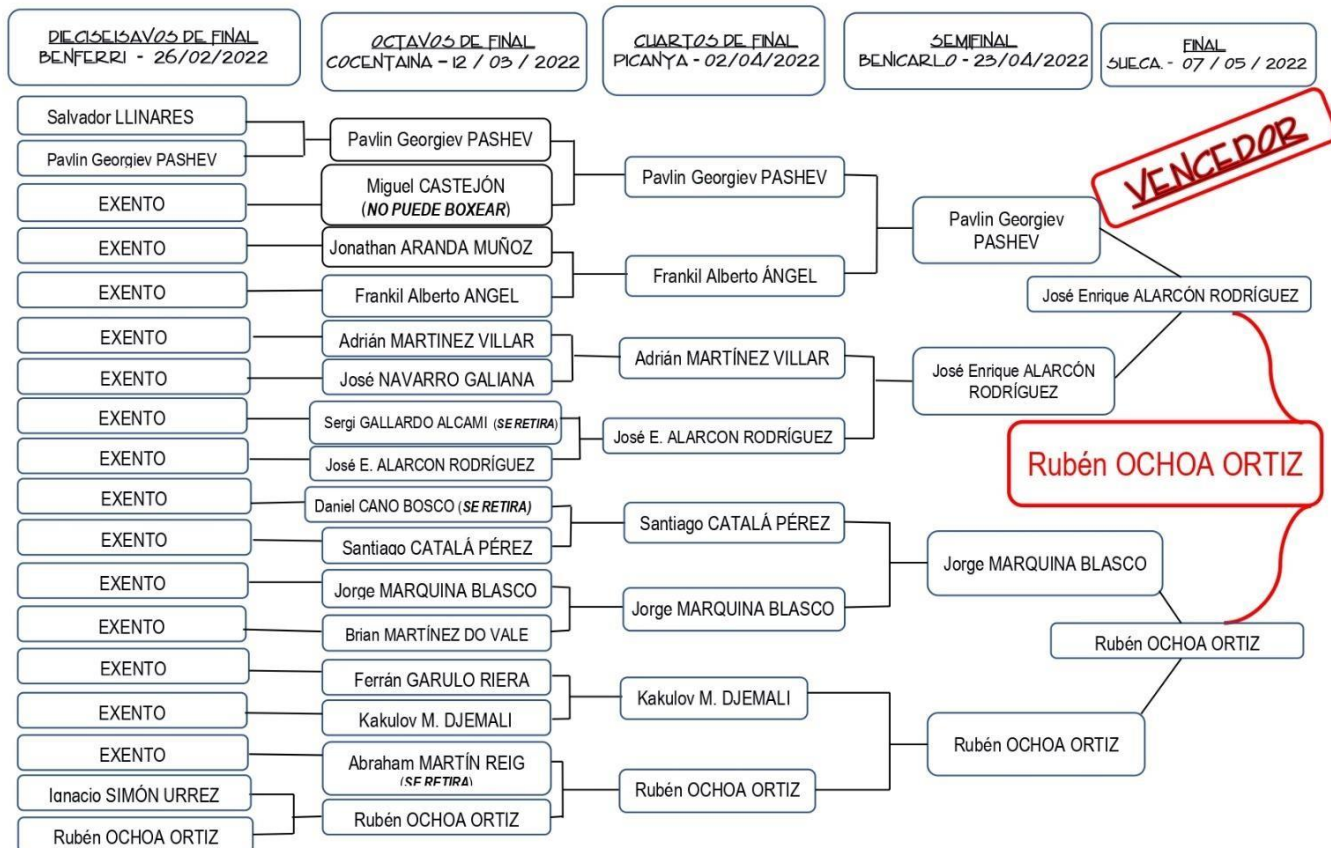 DIECISEISAVOS DE FINAL
BENFERRI - 26/02/2022
OCTAVOS DE FINAL
COCENTAINA - 12 / 03 / 2022
CUARTOS DE FINAL
PICANYA - 02/04/2022
SEMIFINAL
BENICARLO - 23/04/2022
FINAL
SUECA. - 07 / 05 / 2022
Salvador LLINARES
Pavlin Georgiev PASHEV
EXENTO
EXENTO
EXENTO
EXENTO
EXENTO
EXENTO
EXENTO
EXENTO
EXENTO
EXENTO
EXENTO
EXENTO
EXENTO
EXENTO
Ignacio SIMÓN URREZ
Rubén OCHOA ORTIZ
Pavlin Georgiev PASHEV
Miguel CASTEJÓN
(NO PUEDE BOXEAR)
Jonathan ARANDA MUÑOZ
Frankil Alberto ANGEL
Adrián MARTINEZ VILLAR
José NAVARRO GALIANA
Sergi GALLARDO ALCAMI (SE RETIRA)
José E. ALARCON RODRÍGUEZ
Daniel CANO BOSCO (SE RETIRA)
Santiago CATALÁ PÉREZ
Jorge MARQUINA BLASCO
Brian MARTÍNEZ DO VALE
Ferrán GARULO RIERA
Kakulov M. DJEMALI
Abraham MARTÍN REIG
(SE RETIRA)
Rubén OCHOA ORTIZ
Pavlin Georgiev PASHEV
Frankil Alberto ÁNGEL
Adrián MARTÍNEZ VILLAR
José E. ALARCON RODRÍGUEZ
Santiago CATALÁ PÉREZ
Jorge MARQUINA BLASCO
Kakulov M. DJEMALI
Rubén OCHOA ORTIZ
Pavlin Georgiev
PASHEV
José Enrique ALARCÓN
RODRÍGUEZ
Jorge MARQUINA BLASCO
Rubén OCHOA ORTIZ
VENCEDOR
José Enrique ALARCÓN RODRÍGUEZ
Rubén OCHOA ORTIZ
Rubén OCHOA ORTIZ